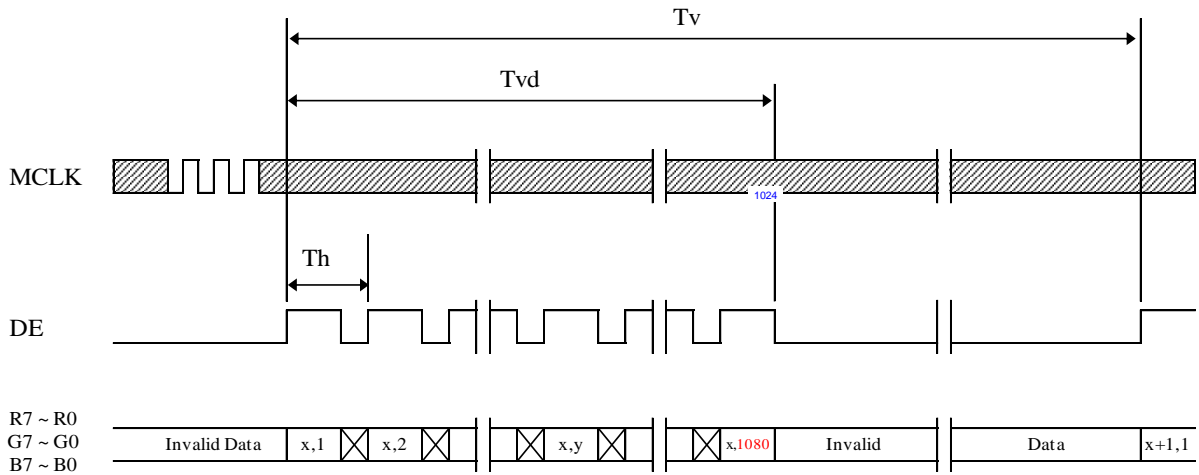 Tv
Tvd
MCLK
1024
Th
DE
R7 ~ R0
G7 ~ G0
B7 ~ B0
Invalid Data
x,1
x,2
x,y
x,1080
Invalid
Data
x+1,1